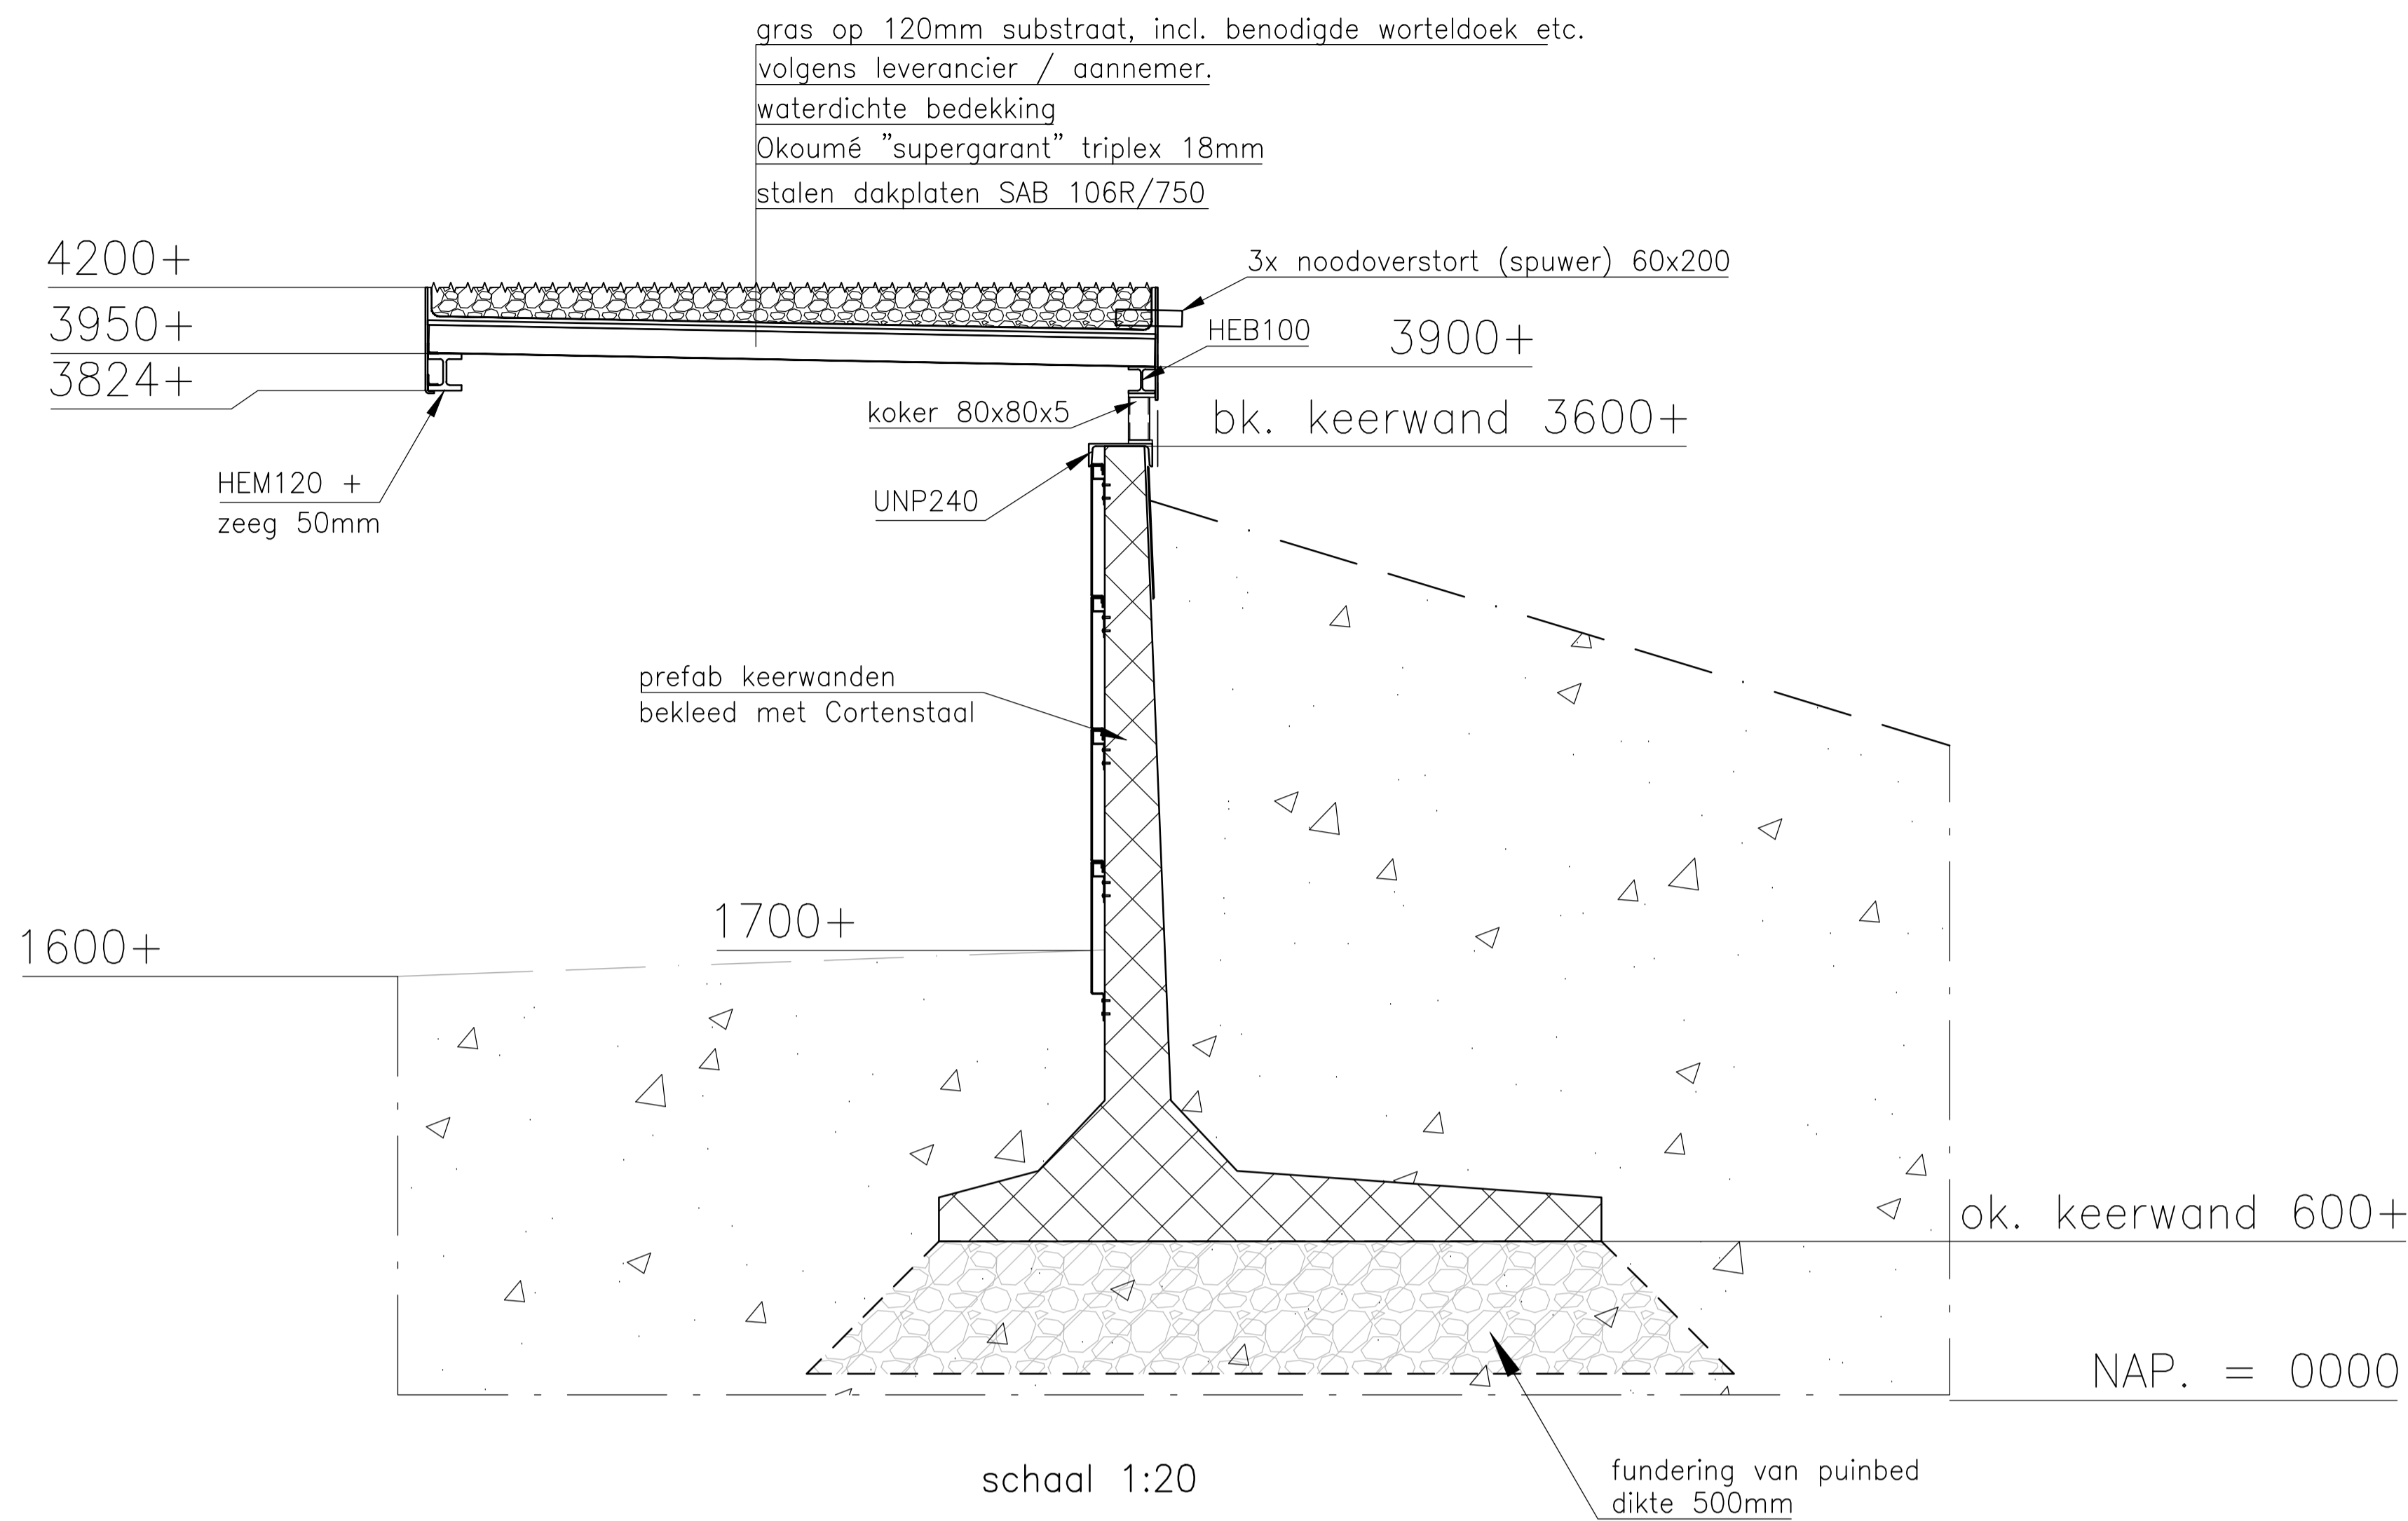 gras op 120mm substraat, incl. benodigde worteldoek etc.
volgens leverancier / aannemer.
waterdichte bedekking
Okoumé "supergarant" triplex 18mm
stalen dakplaten SAB 106R/750
4200+
3x noodoverstort (spuwer) 60x200
3950+
HEB100
3900+
3824+
koker 80x80x5
bk. keerwand 3600+
HEM120 +
zeeg 50mm
UNP240
prefab keerwanden
bekleed met Cortenstaal
1700+
1600+
ok. keerwand 600+
NAP. = 0000
schaal 1:20
fundering van puinbed
dikte 500mm